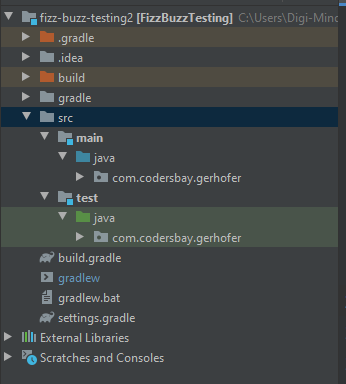 fizz-buzz-testing2 [FizzBuzzTesting] C:\Users\Digi-Mind
.gradle
.idea
build
gradle
src
main
java
com.codersbay.gerhofer
test
java
com.codersbay.gerhofer
build.gradle
gradlew
gradlew.bat
settings.gradle
External Libraries
Scratches and Consoles